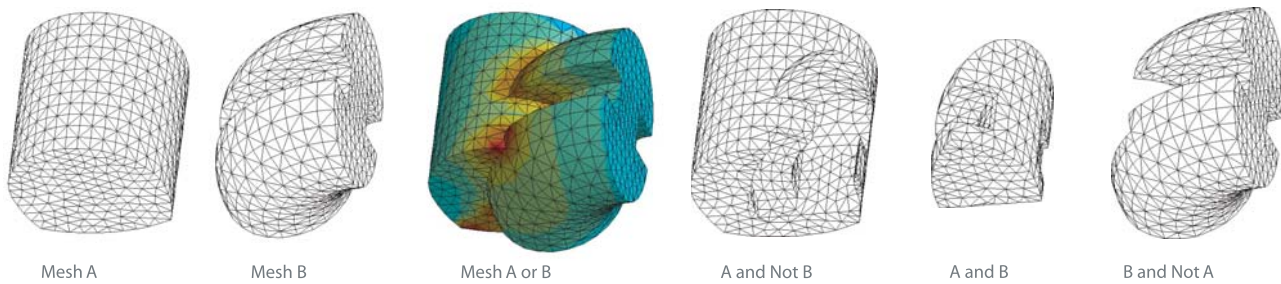 Mesh A
Mesh B
Mesh A or B
A and Not B
A and B
B and Not A